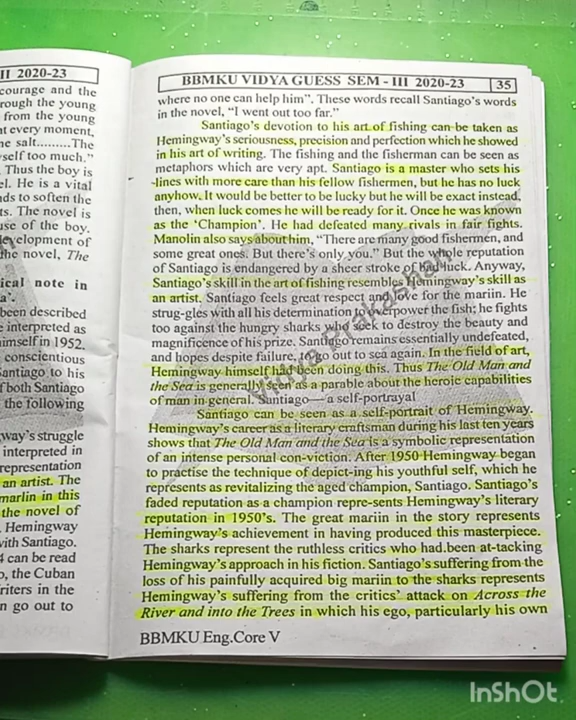 II 2020-23
courage and the
rough the young
from the young
at every moment,
he salt.........The
yself too much."
Thus the boy is
el. He is a vital
nds to soften the
ts. The novel is
use of the boy.
evelopment of
the novel, The
ical note in
a'.
been described
e interpreted as
imself in 1952.
conscientious
Santiago to his
f both Santiago
the following
way's struggle
interpreted in
representation
an artist. The
marlin in this
the novel of
Hemingway
with Santiago.
4 can be read
o, the Cuban
riters in the
n go out to
BBMKU VIDYA GUESS SEM - III 2020-23 35
where no one can help him". These words recall Santiago's words
in the novel, "I went out too far."
Santiago's devotion to his art of fishing can be taken as
Hemingway's seriousness, precision and perfection which he showed
in his art of writing. The fishing and the fisherman can be seen as
metaphors which are very apt. Santiago is a master who sets his
-lines with more care than his fellow fishermen, but he has no luck
anyhow. It would be better to be lucky but he will be exact instead,
then, when luck comes he will be ready for it. Once he was known
as the 'Champion'. He had defeated many rivals in fair fights.
Manolin also says about him, "There are many good fishermen, and
some great ones. But there's only you." But the whole reputation
of Santiago is endangered by a sheer stroke of bad luck. Anyway,
Santiago's skill in the art of fishing resembles Hemingway's skill as
an artist. Santiago feels great respect and love for the mariin. He
strug-gles with all his determination to overpower the fish; he fights
too against the hungry sharks who seek to destroy the beauty and
magnificence of his prize. Santiago remains essentially undefeated,
and hopes despite failure, to go out to sea again. In the field of art,
Hemingway himself had been doing this. Thus The Old Man and
the Sea is generally seen as a parable about the heroic capabilities
of man in general. Santiago—a self-portrayal
Santiago can be seen as a self-portrait of Hemingway.
Hemingway's career as a literary craftsman during his last ten years
shows that The Old Man and the Sea is a symbolic representation
of an intense personal con-viction. After 1950 Hemingway began
to practise the technique of depict-ing his youthful self, which he
represents as revitalizing the aged champion, Santiago. Santiago's
faded reputation as a champion repre-sents Hemingway's literary
reputation in 1950's. The great mariin in the story represents
Hemingway's achievement in having produced this masterpiece.
The sharks represent the ruthless critics who had.been at-tacking
Hemingway's approach in his fiction. Santiago's suffering from the
loss of his painfully acquired big mariin to the sharks represents
Hemingway's suffering from the critics' attack on Across the
River and into the Trees in which his ego, particularly his own
BBMKU Eng.Core V
Vidya Prakashan
InShOt